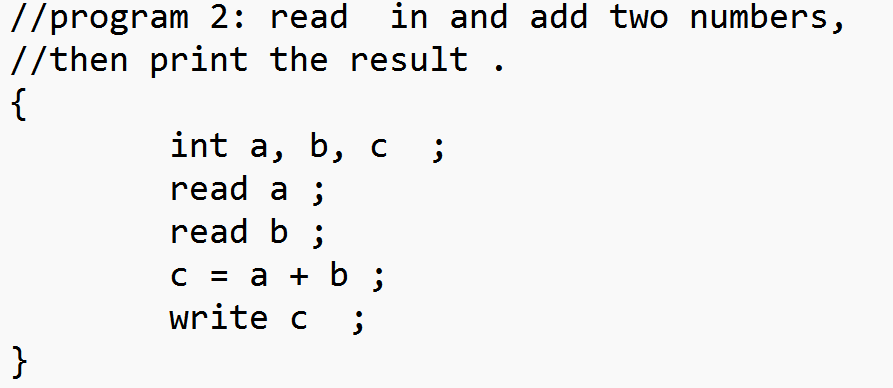 //program 2: read  in and add two numbers,
//then print the result .
{
        int a, b, c  ;
        read a ;
        read b ;
        c = a + b ;
        write c  ;
}